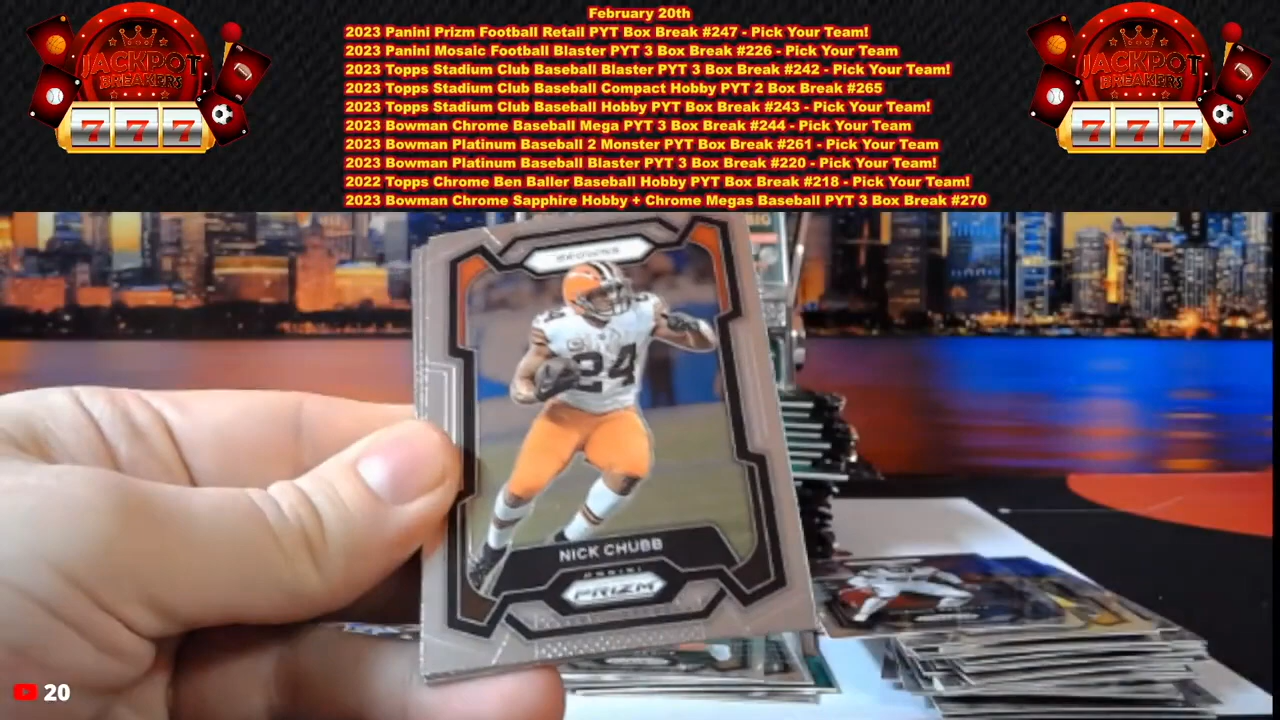 February 20th
2023 Panini Prizm Football Retail PYT Box Break #247 - Pick Your Team!
2023 Panini Mosaic Football Blaster PYT 3 Box Break #226 - Pick Your Team
2023 Topps Stadium Club Baseball Blaster PYT 3 Box Break #242 - Pick Your Team!
2023 Topps Stadium Club Baseball Compact Hobby PYT 2 Box Break #265
2023 Topps Stadium Club Baseball Hobby PYT Box Break #243 - Pick Your Team!
2023 Bowman Chrome Baseball Mega PYT 3 Box Break #244 - Pick Your Team
2023 Bowman Platinum Baseball 2 Monster PYT Box Break #261 - Pick Your Team
2023 Bowman Platinum Baseball Blaster PYT 3 Box Break #220 - Pick Your Team!
2022 Topps Chrome Ben Baller Baseball Hobby PYT Box Break #218 - Pick Your Team!
2023 Bowman Chrome Sapphire Hobby + Chrome Megas Baseball PYT 3 Box Break #270
JACKPOT
BREAKERS
7 7 7
JACKPOT
BREAKERS
7 7 7
BROWNS
24
24
NICK CHUBB
PANINI
PRIZM
20